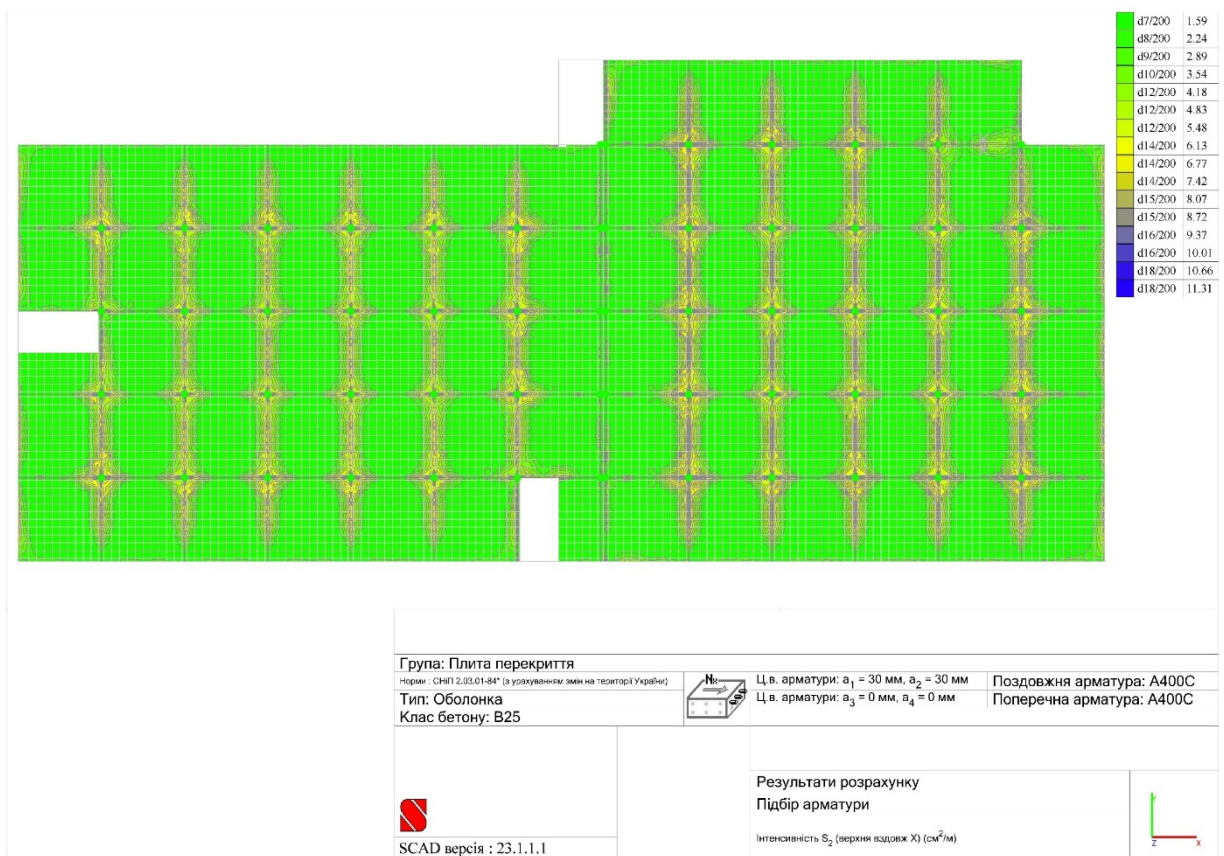 d7/200 1.59
d8/200 2.24
d9/200 2.89
d10/200 3.54
d12/200 4.18
d12/200 4.83
d12/200 5.48
d14/200 6.13
d14/200 6.77
d14/200 7.42
d15/200 8.07
d15/200 8.72
d16/200 9.37
d16/200 10.01
d18/200 10.66
d18/200 11.31
Група: Плита перекриття
Норми : СНіП 2.03.01-84* (з урахуванням змін на території України)
Тип: Оболонка
Клас бетону: B25
Nx
Ц.в. арматури: a₁ = 30 мм, a₂ = 30 мм
Ц.в. арматури: a₃ = 0 мм, a₄ = 0 мм
Поздовжня арматура: A400C
Поперечна арматура: A400C
SCAD версія : 23.1.1.1
Результати розрахунку
Підбір арматури
Інтенсивність S₂ (верхня вздовж X) (см²/м)
Y
Z X